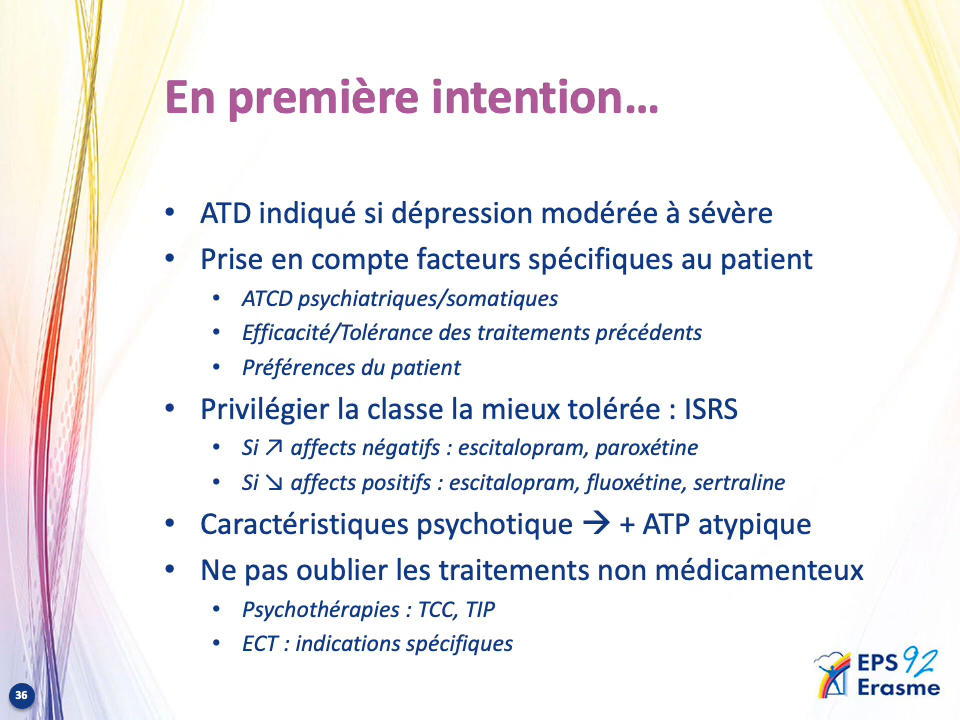 En première intention…
• ATD indiqué si dépression modérée à sévère
• Prise en compte facteurs spécifiques au patient
• ATCD psychiatriques/somatiques
• Efficacité/Tolérance des traitements précédents
• Préférences du patient
• Privilégier la classe la mieux tolérée : ISRS
• Si ↗ affects négatifs : escitalopram, paroxétine
• Si ↘ affects positifs : escitalopram, fluoxétine, sertraline
• Caractéristiques psychotique → + ATP atypique
• Ne pas oublier les traitements non médicamenteux
• Psychothérapies : TCC, TIP
• ECT : indications spécifiques
EPS 92
Erasme
36